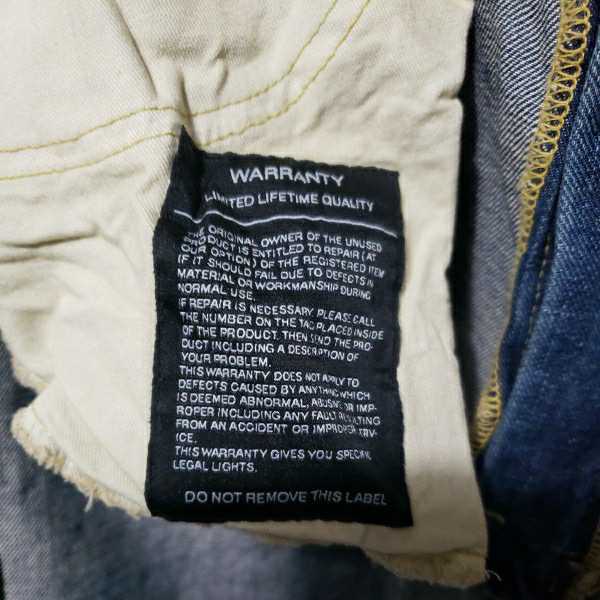 WARRANTY
LIMITED LIFETIME QUALITY
THE ORIGINAL OWNER OF THE UNUSED
PRODUCT IS ENTITLED TO REPAIR (AT
OUR OPTION) OF THE REGISTERED ITEM
IF IT SHOULD FAIL DUE TO DEFECTS IN
MATERIAL OR WORKMANSHIP DURING
NORMAL USE.
IF REPAIR IS NECESSARY PLEASE CALL
THE NUMBER ON THE TAG PLACED INSIDE
OF THE PRODUCT. THEN SEND THE PRO-
DUCT INCLUDING A DESCRIPTION OF
YOUR PROBLEM.
THIS WARRANTY DOES NOT APPLY TO
DEFECTS CAUSED BY ANYTHING WHICH
IS DEEMED ABNORMAL, ABUSIVE OR IMP-
ROPER INCLUDING ANY FAULT RESULTING
FROM AN ACCIDENT OR IMPROPER
ICE.
THIS WARRANTY GIVES YOU SPECIFIC
LEGAL LIGHTS.
DO NOT REMOVE THIS LABEL